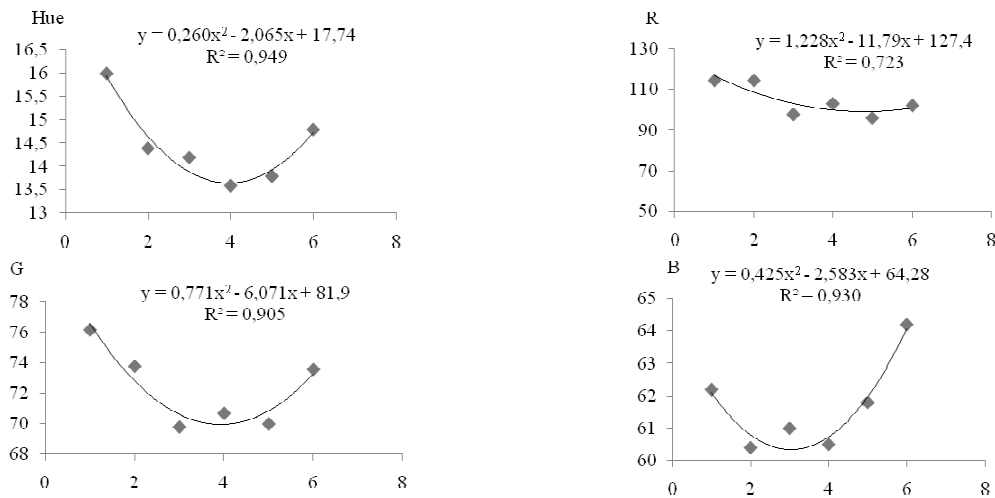 Hue
y = 0,260x² - 2,065x + 17,74
R² = 0,949
16,5
16
15,5
15
14,5
14
13,5
13
0 2 4 6 8
R
y = 1,228x² - 11,79x + 127,4
R² = 0,723
130
110
90
70
50
0 2 4 6 8
G
y = 0,771x² - 6,071x + 81,9
R² = 0,905
78
76
74
72
70
68
0 2 4 6 8
B
y = 0,425x² - 2,583x + 64,28
R² = 0,930
65
64
63
62
61
60
0 2 4 6 8